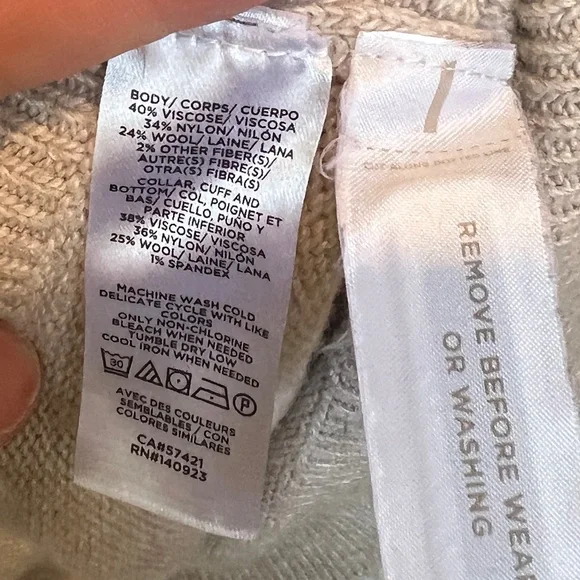 BODY/ CORPS/ CUERPO
40% VISCOSE/ VISCOSA
34% NYLON/ NILÓN
24% WOOL/ LAINE/ LANA
2% OTHER FIBER(S)/
AUTRE(S) FIBRE(S)/
OTRA(S) FIBRA(S)
COLLAR, CUFF AND
BOTTOM/ COL, POIGNET ET
BAS/ CUELLO, PUÑO Y
PARTE INFERIOR
38% VISCOSE/ VISCOSA
36% NYLON/ NILÓN
25% WOOL/ LAINE/ LANA
1% SPANDEX
MACHINE WASH COLD
DELICATE CYCLE WITH LIKE
COLORS
ONLY NON-CHLORINE
BLEACH WHEN NEEDED
TUMBLE DRY LOW
COOL IRON WHEN NEEDED
30 P
AVEC DES COULEURS
SEMBLABLES / CON
COLORES SIMILARES
CA#57421
RN#140923
REMOVE BEFORE WEA
OR WASHING